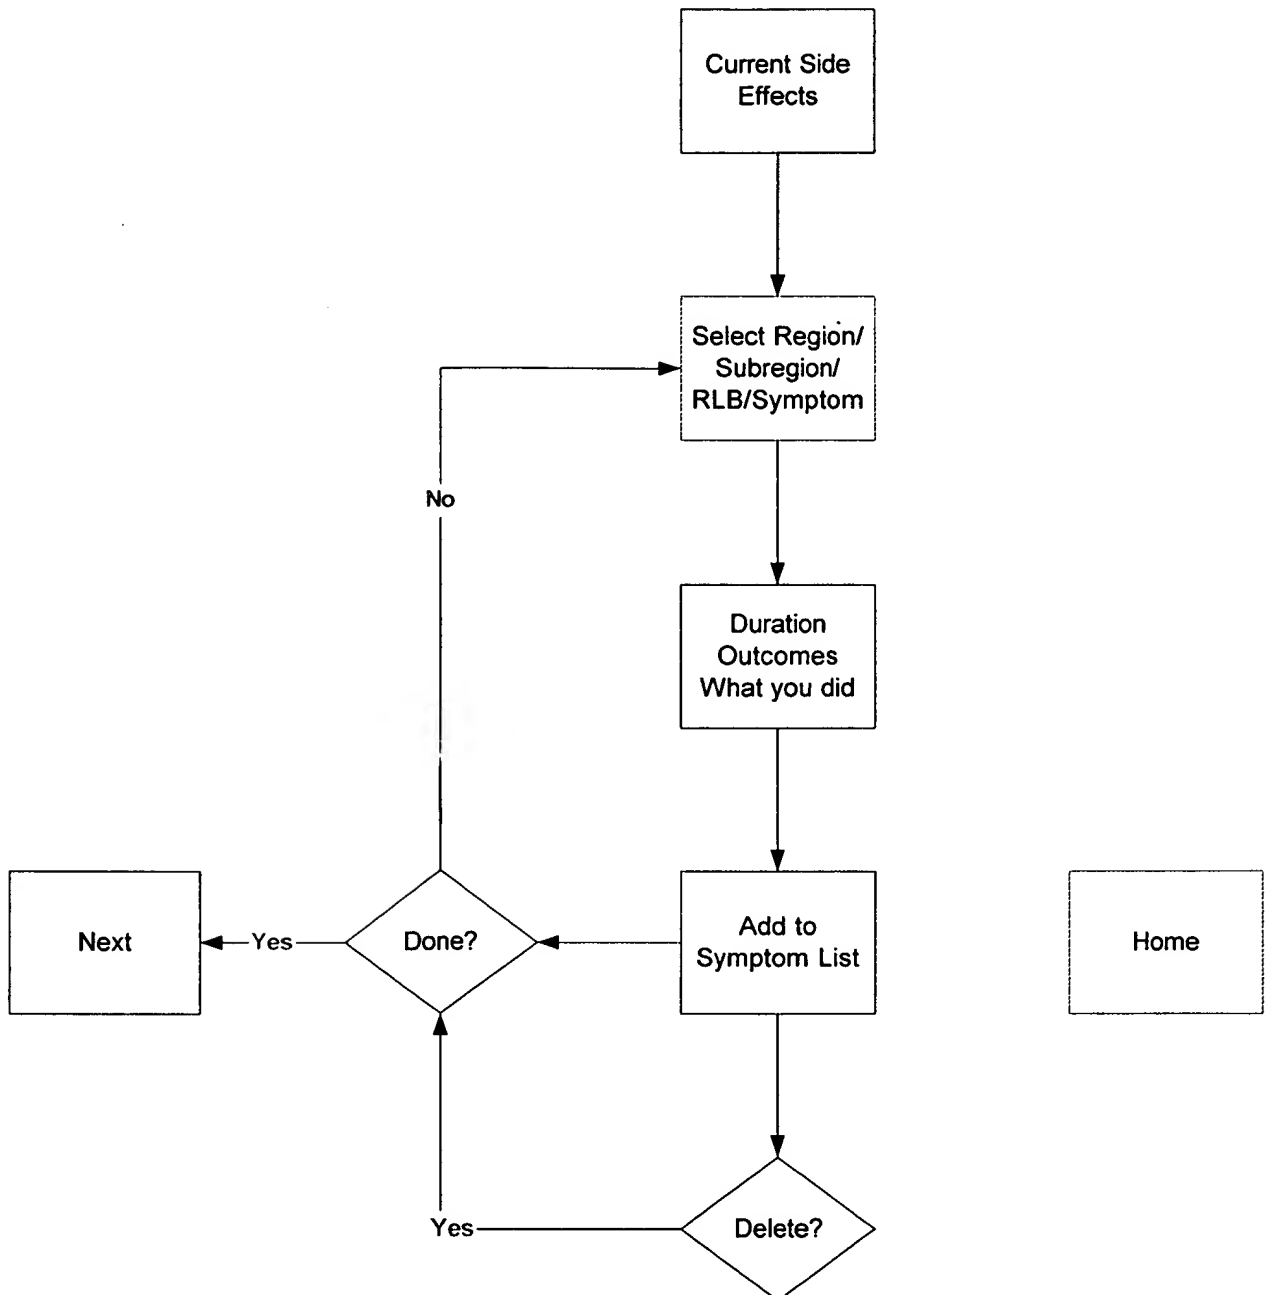 Current Side
Effects
Select Region/
Subregion/
RLB/Symptom
No
Duration
Outcomes
What you did
Next
Yes
Done?
Add to
Symptom List
Home
Yes
Delete?